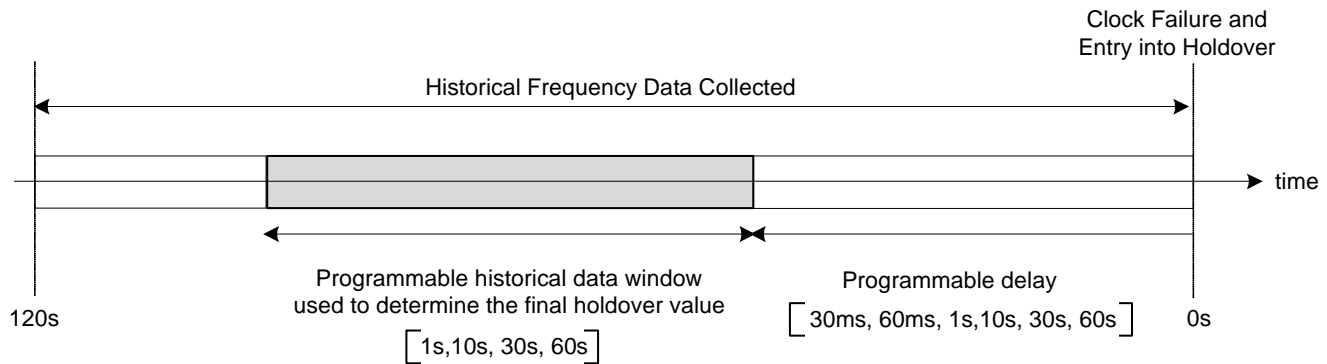 Clock Failure and
Entry into Holdover
Historical Frequency Data Collected
time
Programmable historical data window
used to determine the final holdover value
[1s,10s, 30s, 60s]
Programmable delay
[30ms, 60ms, 1s,10s, 30s, 60s]
120s
0s